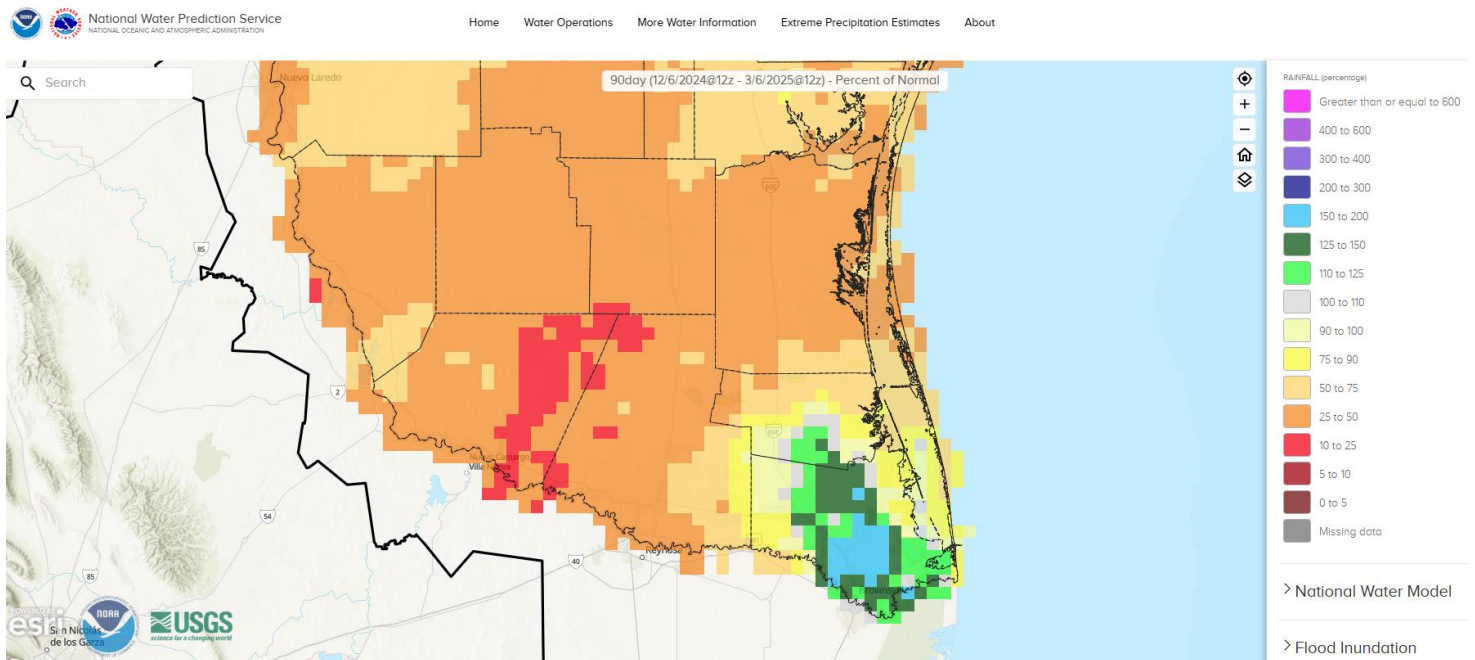 National Water Prediction Service
NATIONAL OCEANIC AND ATMOSPHERIC ADMINISTRATION
Home
Water Operations
More Water Information
Extreme Precipitation Estimates
About
Search
90day (12/6/2024@12z - 3/6/2025@12z) - Percent of Normal
Nuevo Laredo
85
2
54
85
40
Nuevo Camargo
Reynosa
Brownsville
San Nicolás
de los Garza
POWERED BY
esri
NOAA
USGS
science for a changing world
RAINFALL (percentage)
Greater than or equal to 600
400 to 600
300 to 400
200 to 300
150 to 200
125 to 150
110 to 125
100 to 110
90 to 100
75 to 90
50 to 75
25 to 50
10 to 25
5 to 10
0 to 5
Missing data
National Water Model
Flood Inundation